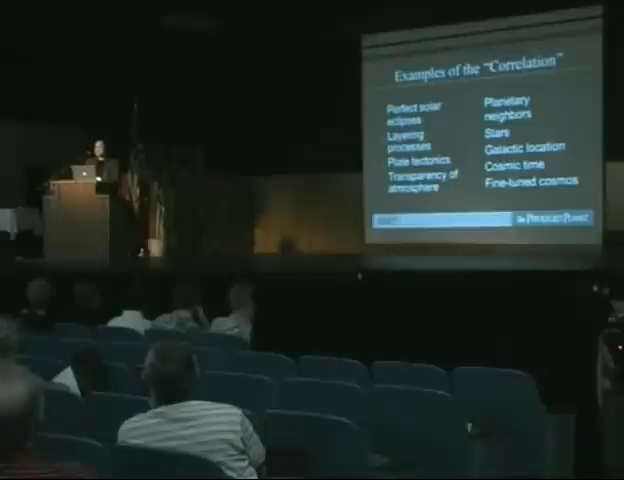 Examples of the "Correlation"
Perfect solar
eclipses
Layering
processes
Plate tectonics
Transparency of
atmosphere
Planetary
neighbors
Stars
Galactic location
Cosmic time
Fine-tuned cosmos
The Privileged Planet